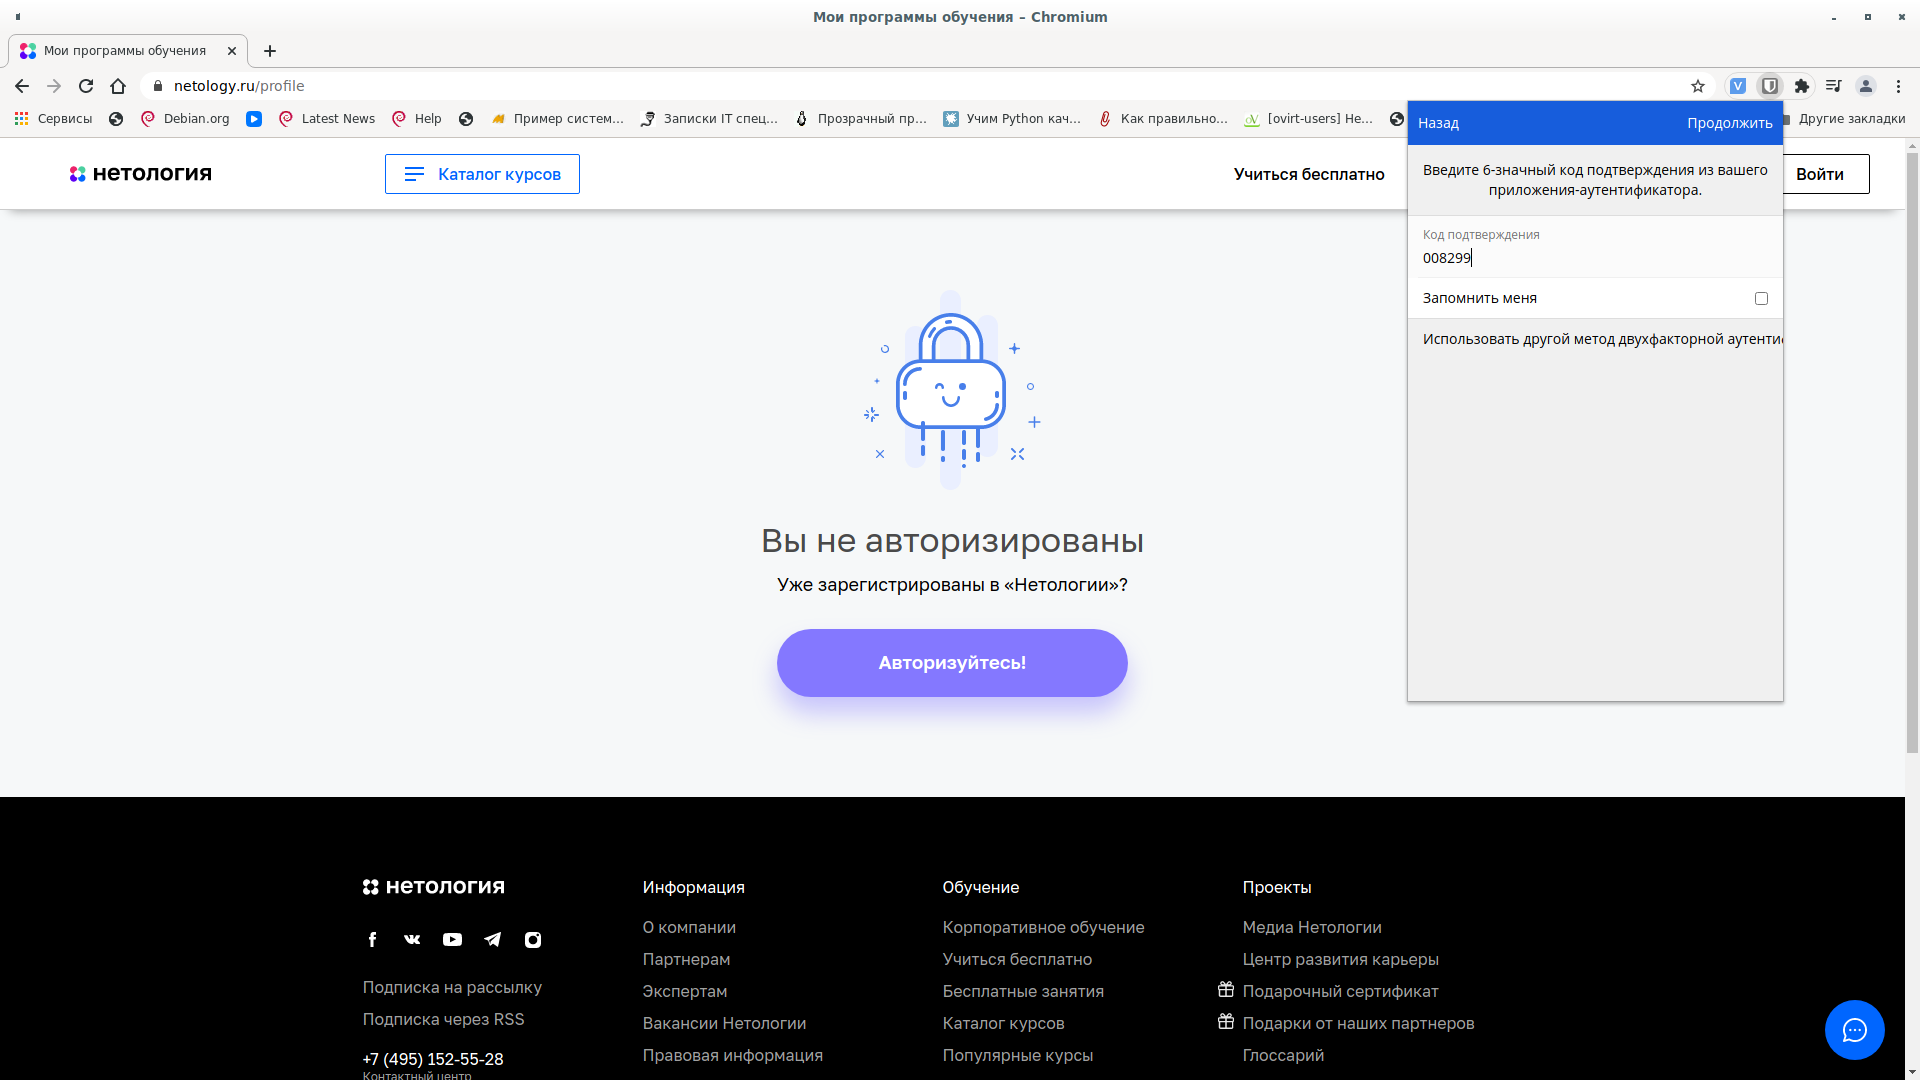 Мои программы обучения – Chromium
Мои программы обучения
netology.ru/profile
Сервисы
Debian.org
Latest News
Help
Пример систем...
Записки IT спец...
Прозрачный пр...
Учим Python кач...
Как правильно...
[ovirt-users] Не...
Другие закладки
нетология
Каталог курсов
Учиться бесплатно
Войти
Назад
Продолжить
Введите 6-значный код подтверждения из вашего
приложения-аутентификатора.
Код подтверждения
008299
Запомнить меня
Использовать другой метод двухфакторной
Вы не авторизированы
Уже зарегистрированы в «Нетологии»?
Авторизуйтесь!
нетология
Подписка на рассылку
Подписка через RSS
+7 (495) 152-55-28
Контактный центр
Информация
О компании
Партнерам
Экспертам
Вакансии Нетологии
Правовая информация
Обучение
Корпоративное обучение
Учиться бесплатно
Бесплатные занятия
Каталог курсов
Популярные курсы
Проекты
Медиа Нетологии
Центр развития карьеры
Подарочный сертификат
Подарки от наших партнеров
Глоссарий